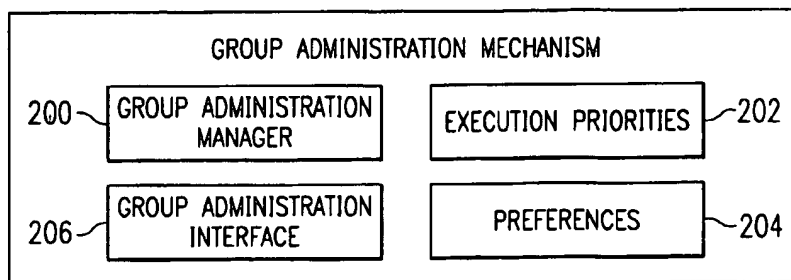 GROUP ADMINISTRATION MECHANISM
200
GROUP ADMINISTRATION
MANAGER
EXECUTION PRIORITIES
202
206
GROUP ADMINISTRATION
INTERFACE
PREFERENCES
204